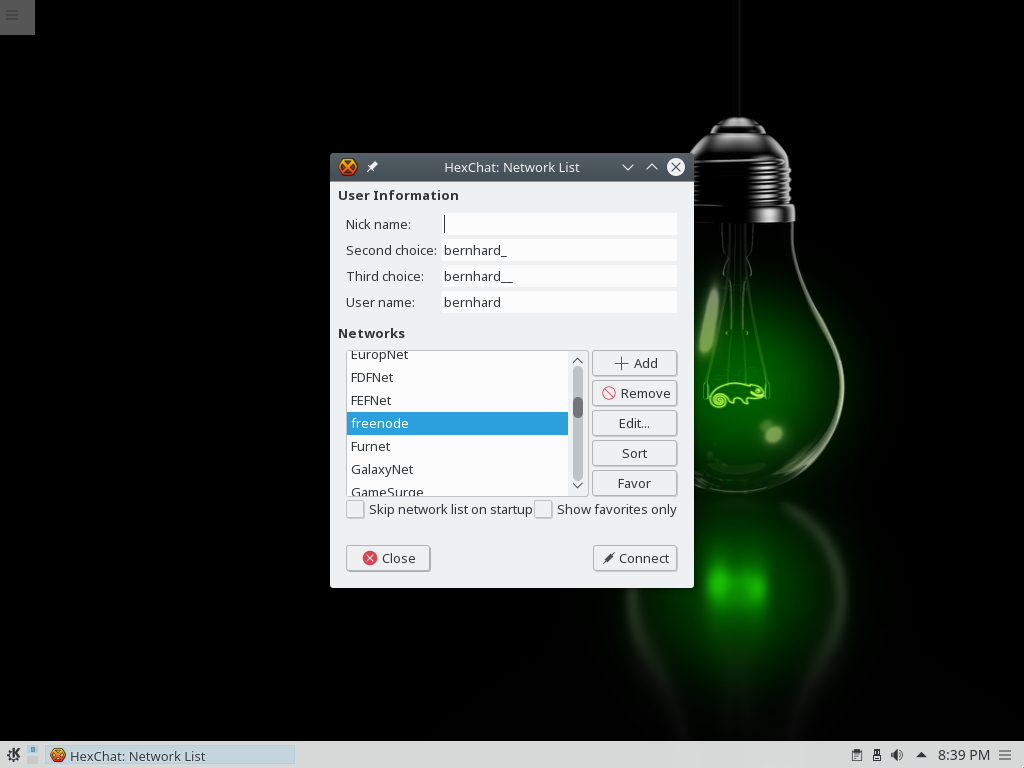 HexChat: Network List
User Information
Nick name:
Second choice: bernhard_
Third choice: bernhard__
User name: bernhard
Networks
EuropNet
FDFNet
FEFNet
freenode
Furnet
GalaxyNet
GameSurge
Add
Remove
Edit...
Sort
Favor
Skip network list on startup Show favorites only
Close Connect
HexChat: Network List 8:39 PM